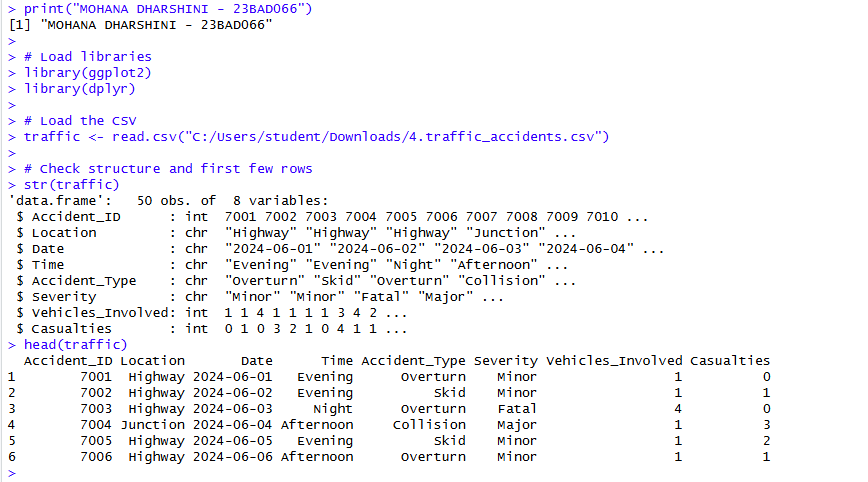 > print("MOHANA DHARSHINI - 23BAD066")
[1] "MOHANA DHARSHINI - 23BAD066"
>
> # Load libraries
> library(ggplot2)
> library(dplyr)
>
> # Load the CSV
> traffic <- read.csv("C:/Users/student/Downloads/4.traffic_accidents.csv")
>
> # Check structure and first few rows
> str(traffic)
'data.frame':   50 obs. of  8 variables:
 $ Accident_ID      : int  7001 7002 7003 7004 7005 7006 7007 7008 7009 7010 ...
 $ Location         : chr  "Highway" "Highway" "Highway" "Junction" ...
 $ Date             : chr  "2024-06-01" "2024-06-02" "2024-06-03" "2024-06-04" ...
 $ Time             : chr  "Evening" "Evening" "Night" "Afternoon" ...
 $ Accident_Type    : chr  "Overturn" "Skid" "Overturn" "Collision" ...
 $ Severity         : chr  "Minor" "Minor" "Fatal" "Major" ...
 $ Vehicles_Involved: int  1 1 4 1 1 1 1 3 4 2 ...
 $ Casualties       : int  0 1 0 3 2 1 0 4 1 1 ...
> head(traffic)
  Accident_ID Location       Date      Time Accident_Type Severity Vehicles_Involved Casualties
1        7001  Highway 2024-06-01   Evening      Overturn    Minor                 1          0
2        7002  Highway 2024-06-02   Evening          Skid    Minor                 1          1
3        7003  Highway 2024-06-03     Night      Overturn    Fatal                 4          0
4        7004 Junction 2024-06-04 Afternoon     Collision    Major                 1          3
5        7005  Highway 2024-06-05   Evening          Skid    Minor                 1          2
6        7006  Highway 2024-06-06 Afternoon      Overturn    Minor                 1          1
>